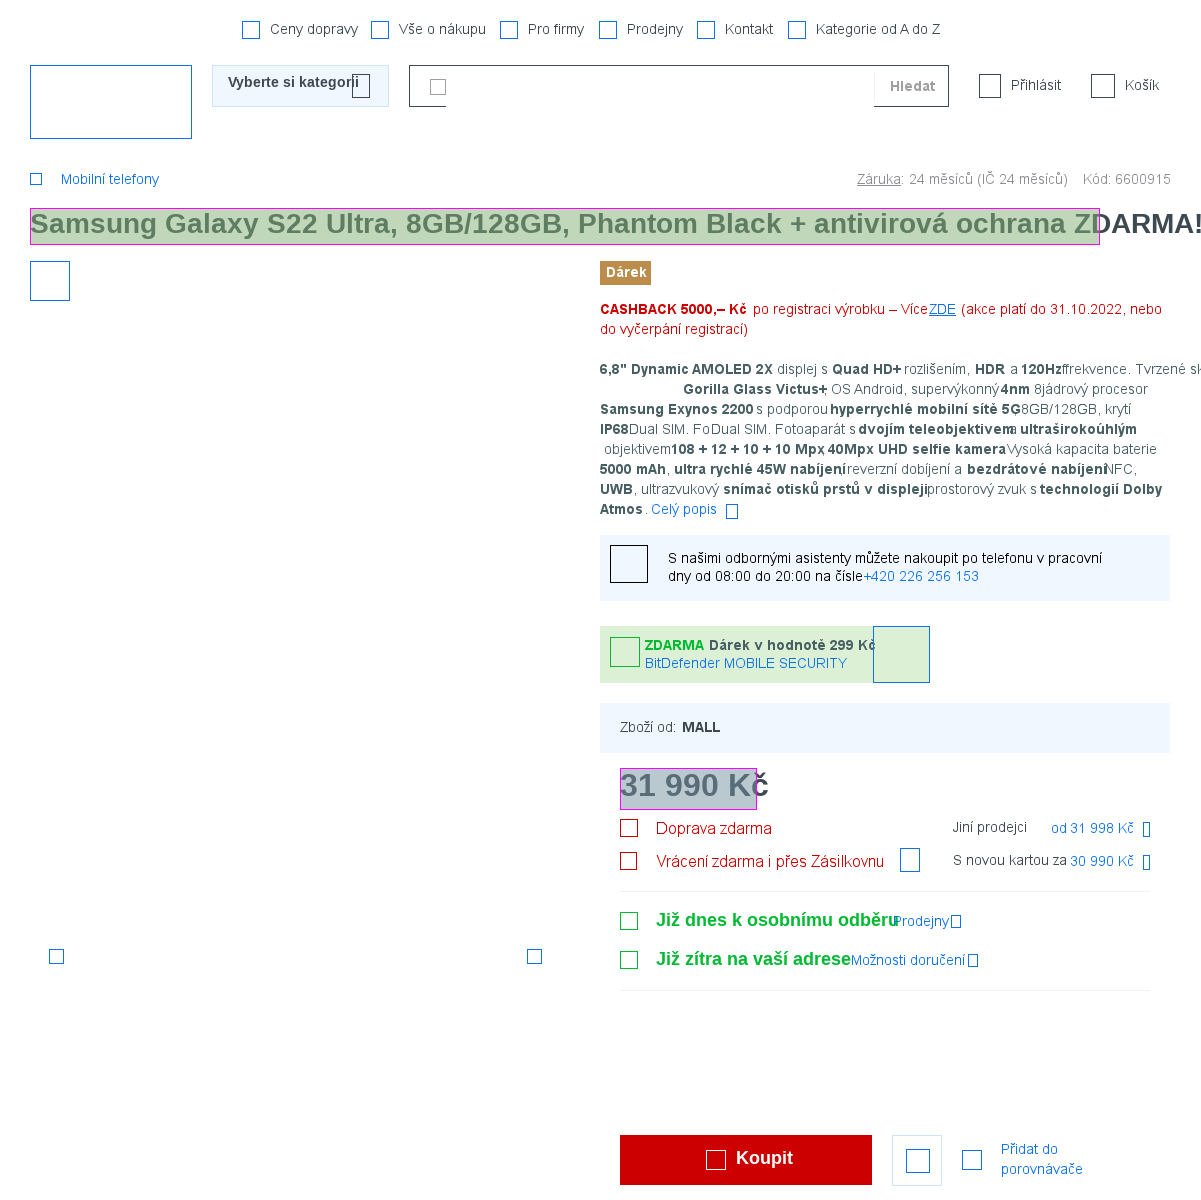 Ceny dopravy Vše o nákupu Pro firmy Prodejny Kontakt Kategorie od A do Z
Vyberte si kategorii Hledat Přihlásit Košík
Mobilní telefony Záruka: 24 měsíců (IČ 24 měsíců) Kód: 6600915
Samsung Galaxy S22 Ultra, 8GB/128GB, Phantom Black + antivirová ochrana ZDARMA!
Dárek
CASHBACK 5000,– Kč po registraci výrobku – Více ZDE (akce platí do 31.10.2022, nebo
do vyčerpání registrací)
6,8" Dynamic AMOLED 2X displej s Quad HD+ rozlišením, HDR a 120Hz frekvence. Tvrzené
Gorilla Glass Victus+, OS Android, supervýkonný 4nm 8jádrový procesor
Samsung Exynos 2200 s podporou hyperrychlé mobilní sítě 5G, 8GB/128GB, krytí
IP68 Dual SIM. Fotoaparát s dvojím teleobjektivem a ultraširokoúhlým
objektivem 108 + 12 + 10 + 10 Mpx, 40Mpx UHD selfie kamera Vysoká kapacita baterie
5000 mAh, ultra rychlé 45W nabíjení, reverzní dobíjení a bezdrátové nabíjení NFC,
UWB, ultrazvukový snímač otisků prstů v displeji prostorový zvuk s technologií Dolby
Atmos. Celý popis
S našimi odbornými asistenty můžete nakoupit po telefonu v pracovní
dny od 08:00 do 20:00 na čísle +420 226 256 153
ZDARMA Dárek v hodnotě 299 Kč
BitDefender MOBILE SECURITY
Zboží od: MALL
31 990 Kč
Doprava zdarma Jiní prodejci od 31 998 Kč
Vrácení zdarma i přes Zásilkovnu S novou kartou za 30 990 Kč
Již dnes k osobnímu odběru Prodejny
Již zítra na vaší adrese Možnosti doručení
Koupit Přidat do
porovnávače